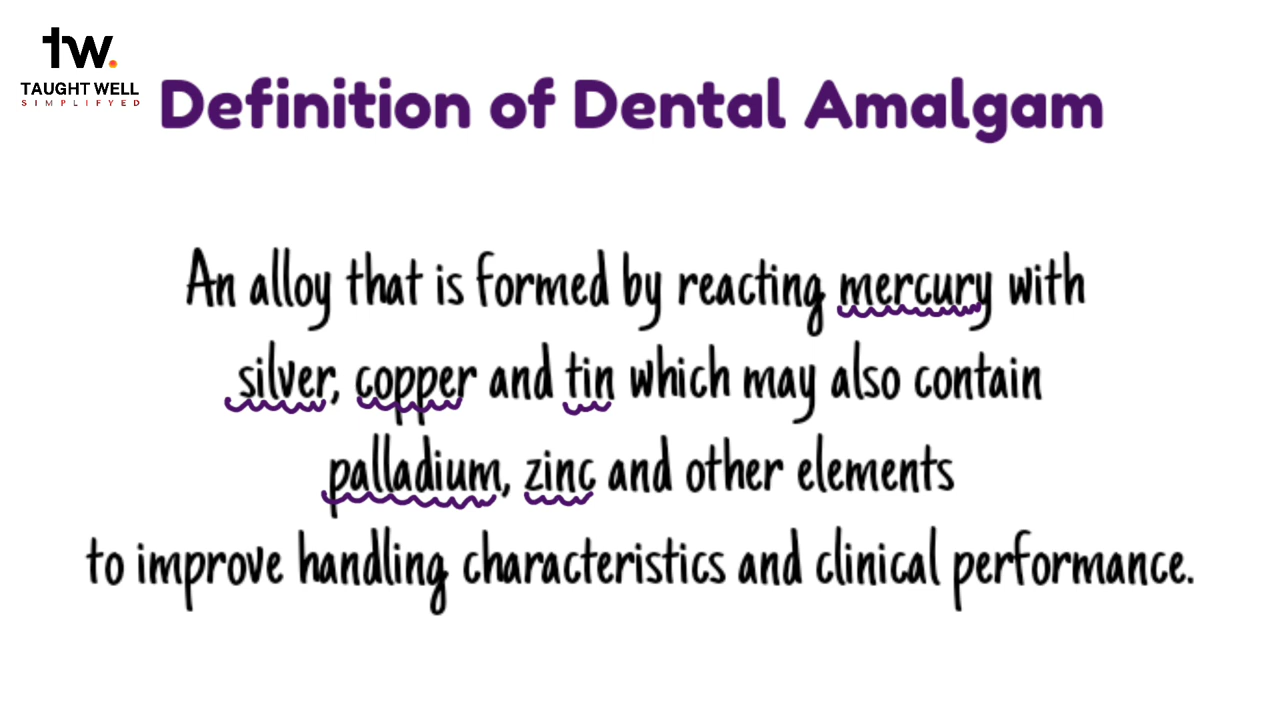 tw.
TAUGHT WELL
SIMPLIFYED
Definition of Dental Amalgam
An alloy that is formed by reacting mercury with
silver, copper and tin which may also contain
palladium, zinc and other elements
to improve handling characteristics and clinical performance.